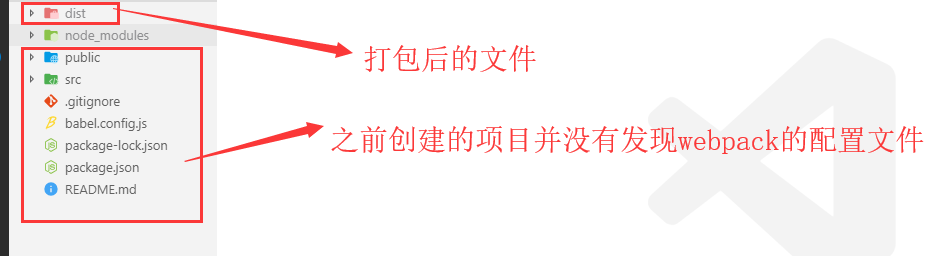 dist
打包后的文件
node_modules
public
src
.gitignore
babel.config.js
package-lock.json
package.json
README.md
之前创建的项目并没有发现webpack的配置文件